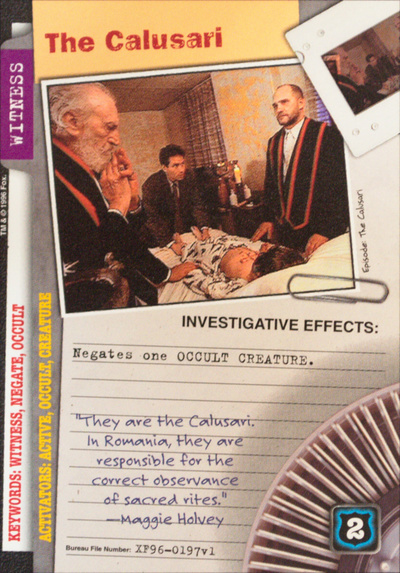 The Calusari
WITNESS
TM & © 1996 Fox.
KEYWORDS: WITNESS, NEGATE, OCCULT
ACTIVATORS: ACTIVE, OCCULT, CREATURE
Episode: The Calusari
INVESTIGATIVE EFFECTS:
Negates one OCCULT CREATURE.
"They are the Calusari.
In Romania, they are
responsible for the
correct observance
of sacred rites."
—Maggie Holvey
2
Bureau File Number: XF96-0197v1